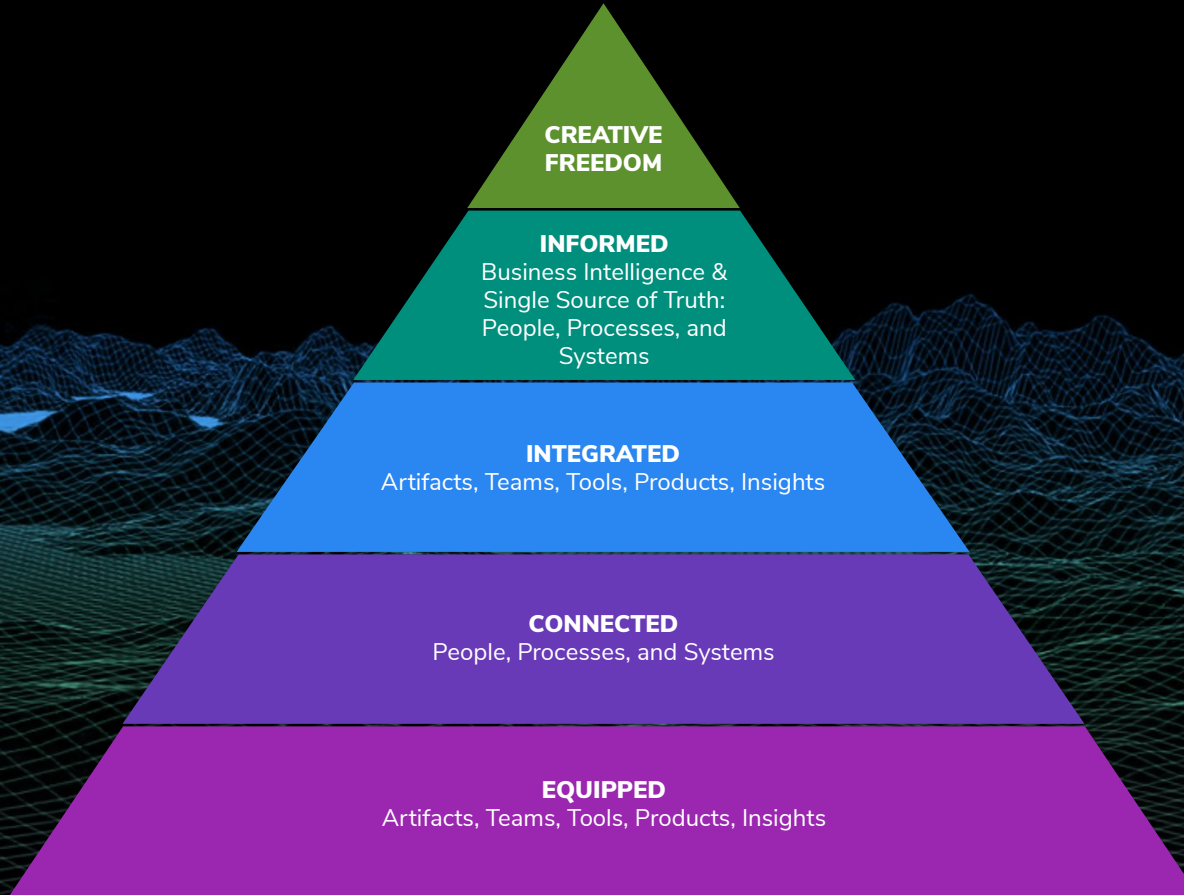 CREATIVE
FREEDOM
INFORMED
Business Intelligence &
Single Source of Truth:
People, Processes, and
Systems
INTEGRATED
Artifacts, Teams, Tools, Products, Insights
CONNECTED
People, Processes, and Systems
EQUIPPED
Artifacts, Teams, Tools, Products, Insights